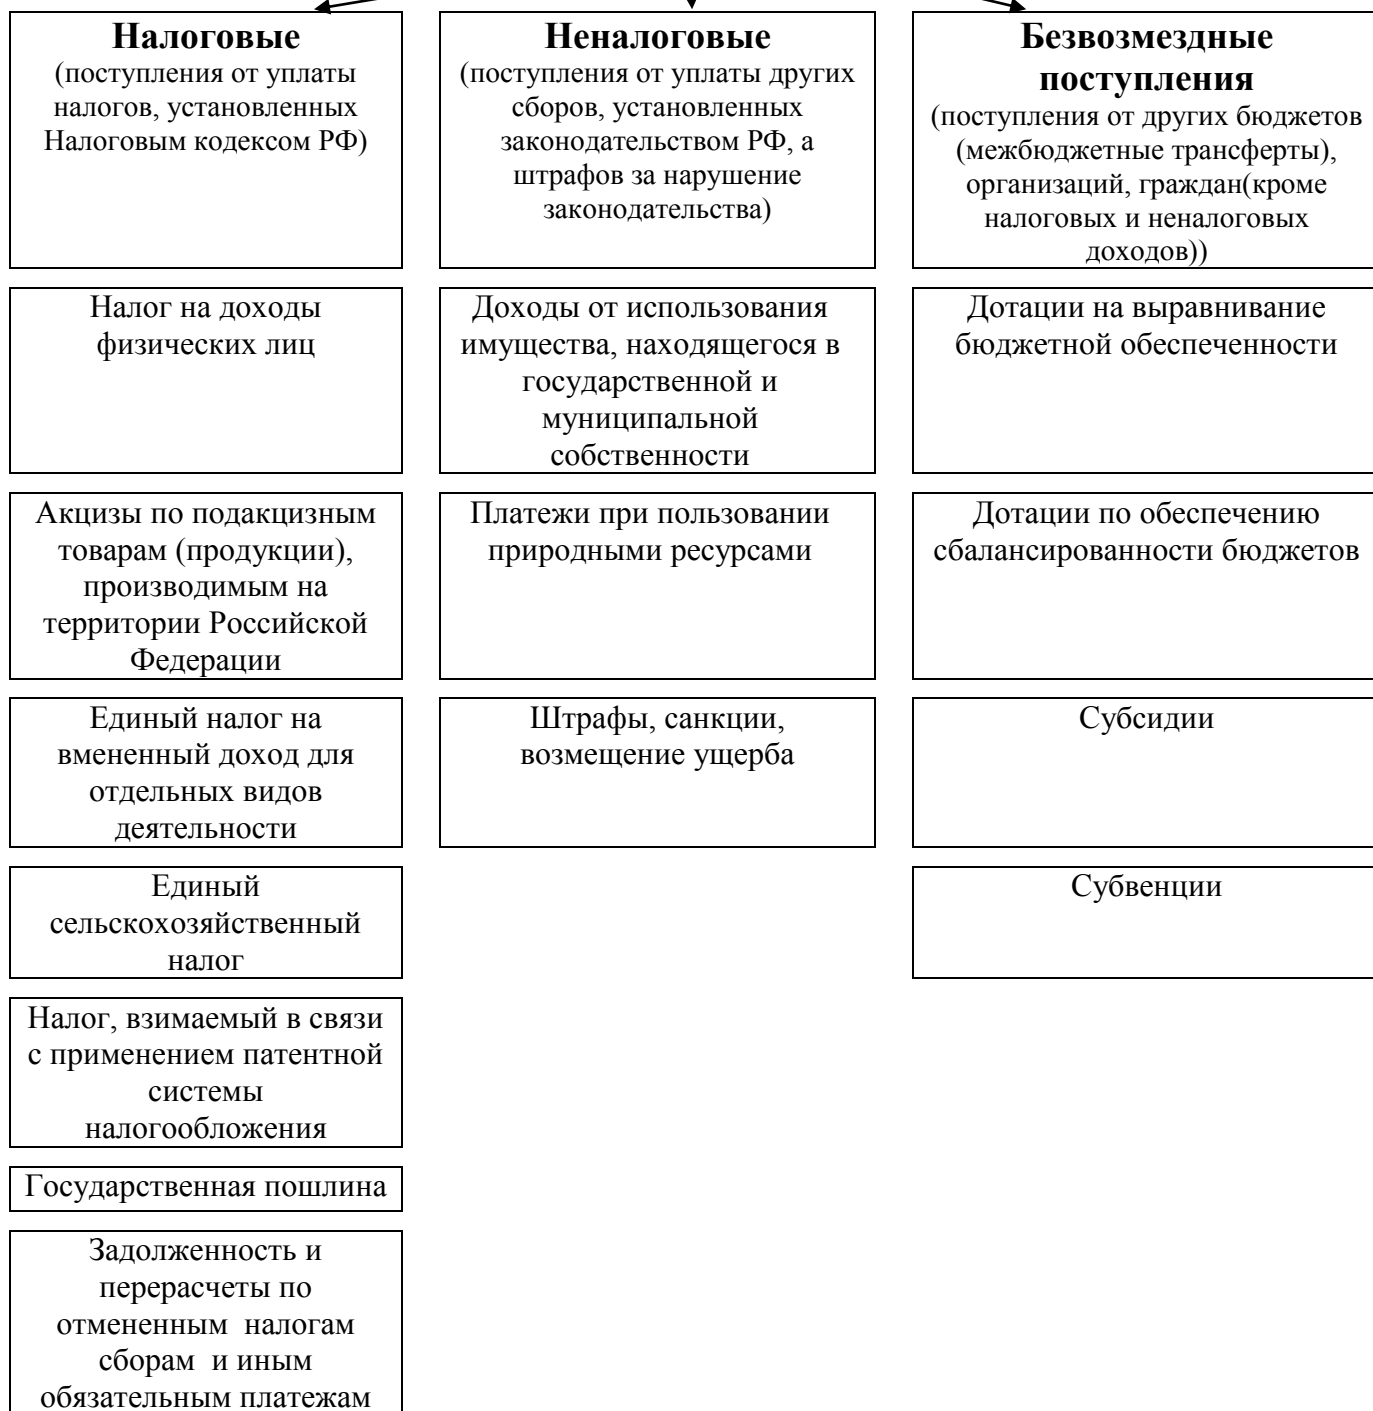 Налоговые
(поступления от уплаты
налогов, установленных
Налоговым кодексом РФ)
Неналоговые
(поступления от уплаты других
сборов, установленных
законодательством РФ, а
штрафов за нарушение
законодательства)
Безвозмездные
поступления
(поступления от других бюджетов
(межбюджетные трансферты),
организаций, граждан(кроме
налоговых и неналоговых
доходов))
Налог на доходы
физических лиц
Доходы от использования
имущества, находящегося в
государственной и
муниципальной
собственности
Дотации на выравнивание
бюджетной обеспеченности
Акцизы по подакцизным
товарам (продукции),
производимым на
территории Российской
Федерации
Платежи при пользовании
природными ресурсами
Дотации по обеспечению
сбалансированности бюджетов
Единый налог на
вмененный доход для
отдельных видов
деятельности
Штрафы, санкции,
возмещение ущерба
Субсидии
Единый
сельскохозяйственный
налог
Субвенции
Налог, взимаемый в связи
с применением патентной
системы
налогообложения
Государственная пошлина
Задолженность и
перерасчеты по
отмененным  налогам
сборам  и иным
обязательным платежам